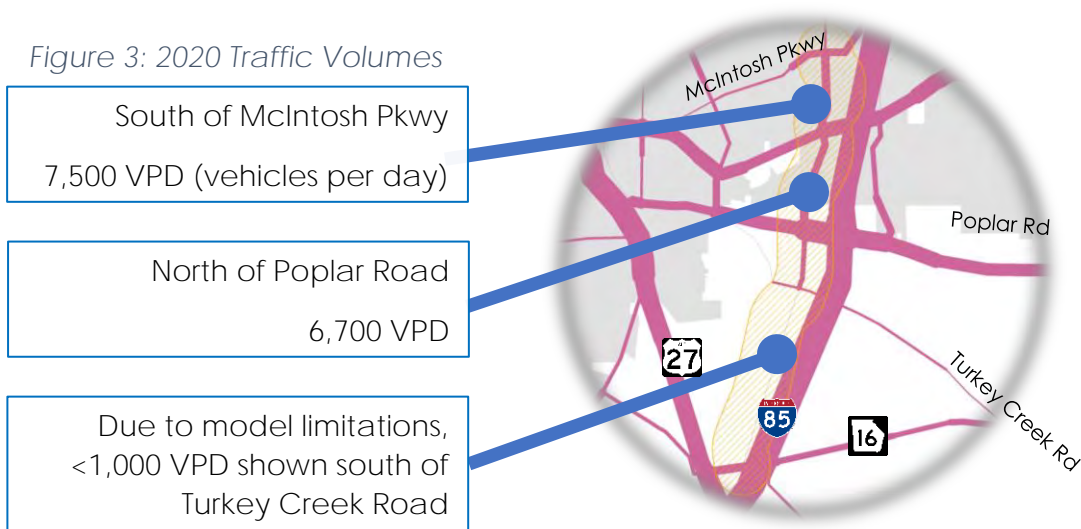 Figure 3: 2020 Traffic Volumes
South of McIntosh Pkwy
7,500 VPD (vehicles per day)
North of Poplar Road
6,700 VPD
Due to model limitations,
<1,000 VPD shown south of
Turkey Creek Road
McIntosh Pkwy
Poplar Rd
27
85
16
Turkey Creek Rd